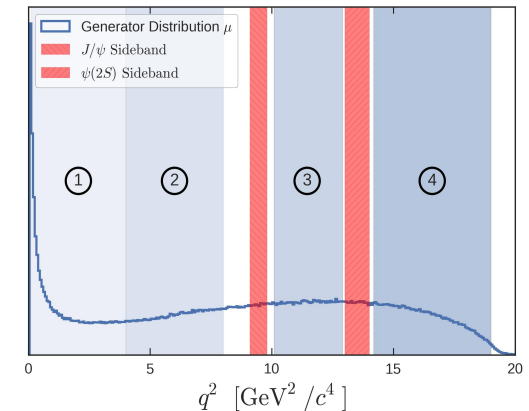 Generator Distribution μ
J/ψ Sideband
ψ(2S) Sideband
1 2 3 4
0 5 10 15 20
q² [GeV² /c⁴ ]